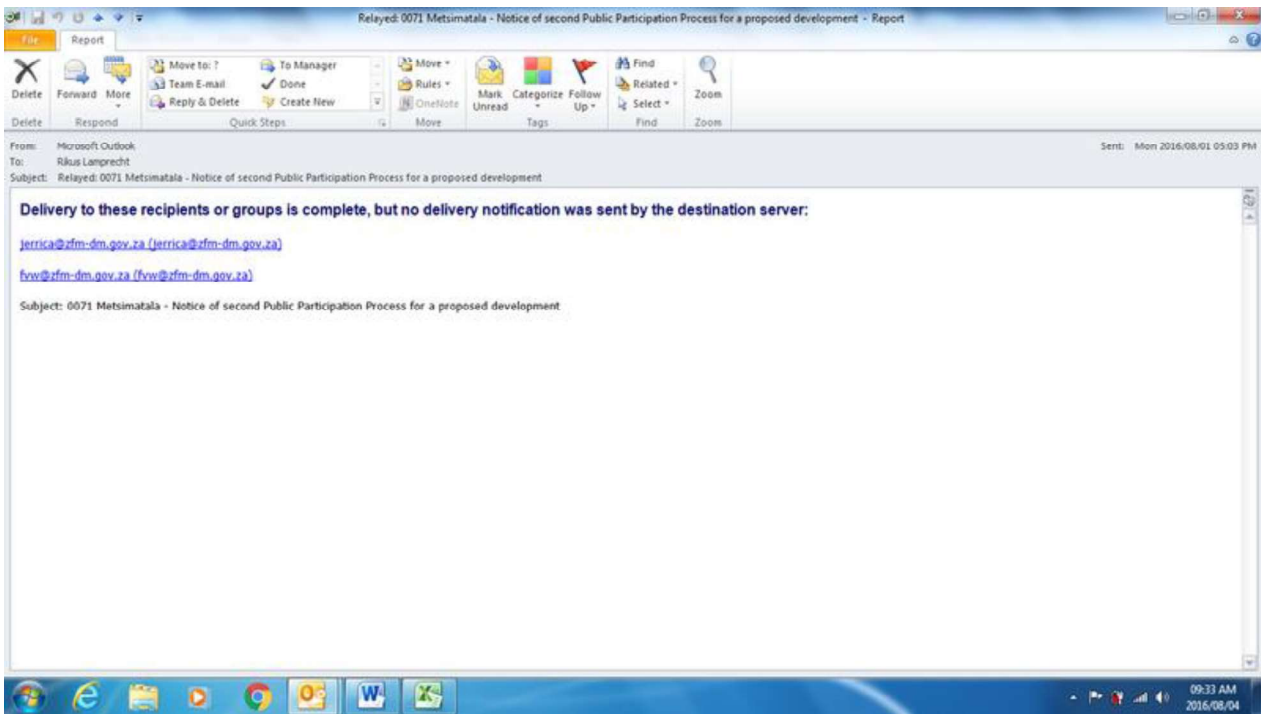 Relayed: 0071 Metsimatala - Notice of second Public Participation Process for a proposed development - Report
File Report
Move to: ? To Manager Move Find
Team E-mail Done Rules Related
Delete Forward More Reply & Delete Create New OneNote Mark Unread Categorize Follow Up Select Zoom
Delete Respond Quick Steps Move Tags Find Zoom
From: Microsoft Outlook Sent: Mon 2016/08/01 05:03 PM
To: Rikus Lamprecht
Subject: Relayed: 0071 Metsimatala - Notice of second Public Participation Process for a proposed development
Delivery to these recipients or groups is complete, but no delivery notification was sent by the destination server:
jerrica@zfm-dm.gov.za (jerrica@zfm-dm.gov.za)
fvw@zfm-dm.gov.za (fvw@zfm-dm.gov.za)
Subject: 0071 Metsimatala - Notice of second Public Participation Process for a proposed development
09:33 AM
2016/08/04